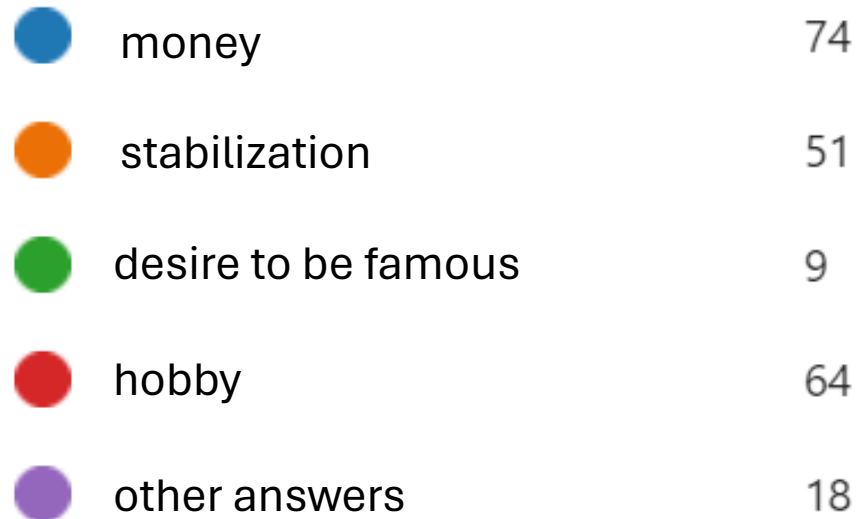 money 74
stabilization 51
desire to be famous 9
hobby 64
other answers 18